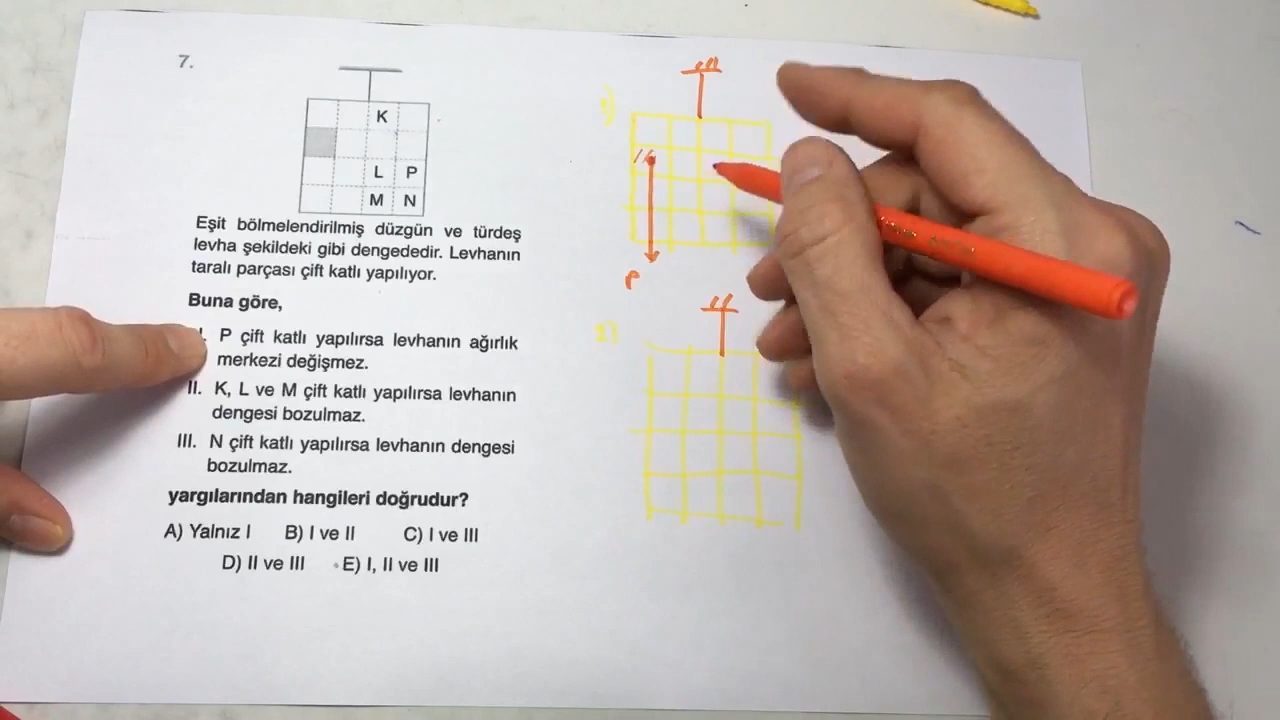 7.
K
L P
M N
Eşit bölmelendirilmiş düzgün ve türdeş
levha şekildeki gibi dengededir. Levhanın
taralı parçası çift katlı yapılıyor.
Buna göre,
I. P çift katlı yapılırsa levhanın ağırlık
merkezi değişmez.
II. K, L ve M çift katlı yapılırsa levhanın
dengesi bozulmaz.
III. N çift katlı yapılırsa levhanın dengesi
bozulmaz.
yargılarından hangileri doğrudur?
A) Yalnız I B) I ve II C) I ve III
D) II ve III E) I, II ve III
1)
P
2)